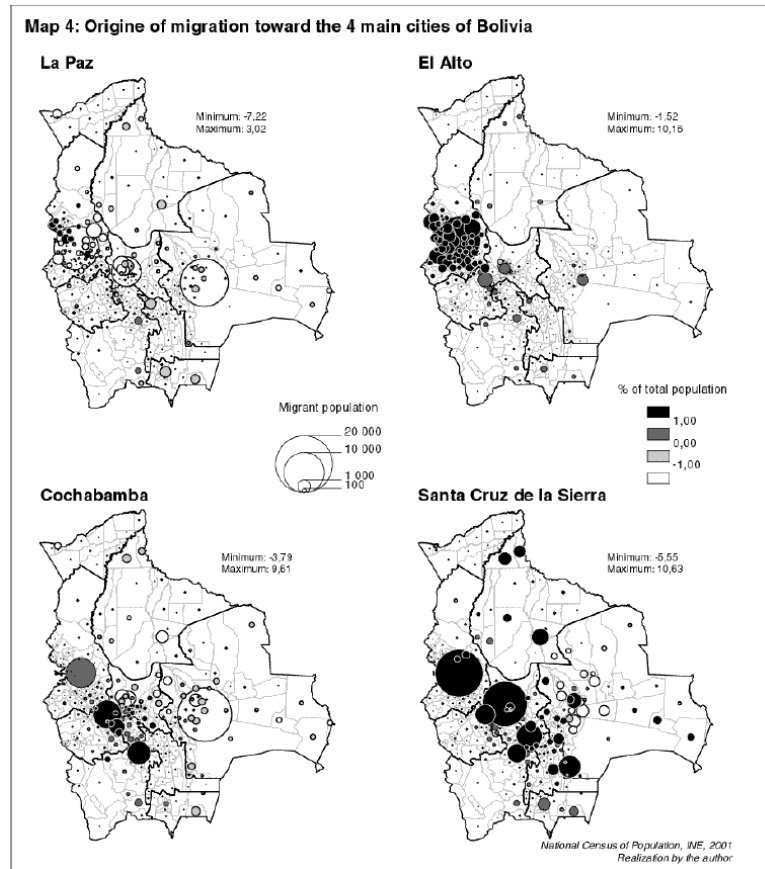 Map 4: Origine of migration toward the 4 main cities of Bolivia
La Paz
Minimum: -7,22
Maximum: 3,02
El Alto
Minimum: -1.52
Maximum: 10,16
Migrant population
20 000
10 000
1 000
100
% of total population
1,00
0,00
-1,00
Cochabamba
Minimum: -3,79
Maximum: 9,61
Santa Cruz de la Sierra
Minimum: -5,55
Maximum: 10,63
National Census of Population, INE, 2001
Realization by the author